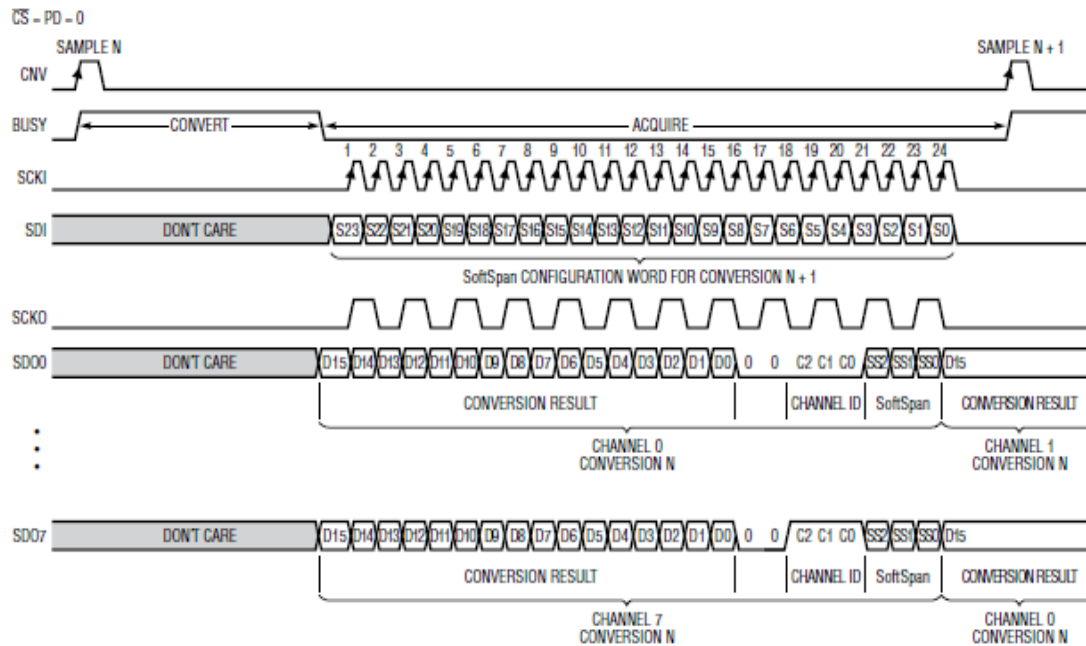 CS = PD = 0
SAMPLE N SAMPLE N + 1
CNV
BUSY CONVERT ACQUIRE
1 2 3 4 5 6 7 8 9 10 11 12 13 14 15 16 17 18 19 20 21 22 23 24
SCKI
SDI DON'T CARE S23 S22 S21 S20 S19 S18 S17 S16 S15 S14 S13 S12 S11 S10 S9 S8 S7 S6 S5 S4 S3 S2 S1 S0
SoftSpan CONFIGURATION WORD FOR CONVERSION N + 1
SCKO
SDO0 DON'T CARE D15 D14 D13 D12 D11 D10 D9 D8 D7 D6 D5 D4 D3 D2 D1 D0 0 0 C2 C1 C0 SS2 SS1 SS0 D15
CONVERSION RESULT CHANNEL ID SoftSpan CONVERSION RESULT
CHANNEL 0 CHANNEL 1
CONVERSION N CONVERSION N
SDO7 DON'T CARE D15 D14 D13 D12 D11 D10 D9 D8 D7 D6 D5 D4 D3 D2 D1 D0 0 0 C2 C1 C0 SS2 SS1 SS0 D15
CONVERSION RESULT CHANNEL ID SoftSpan CONVERSION RESULT
CHANNEL 7 CHANNEL 0
CONVERSION N CONVERSION N